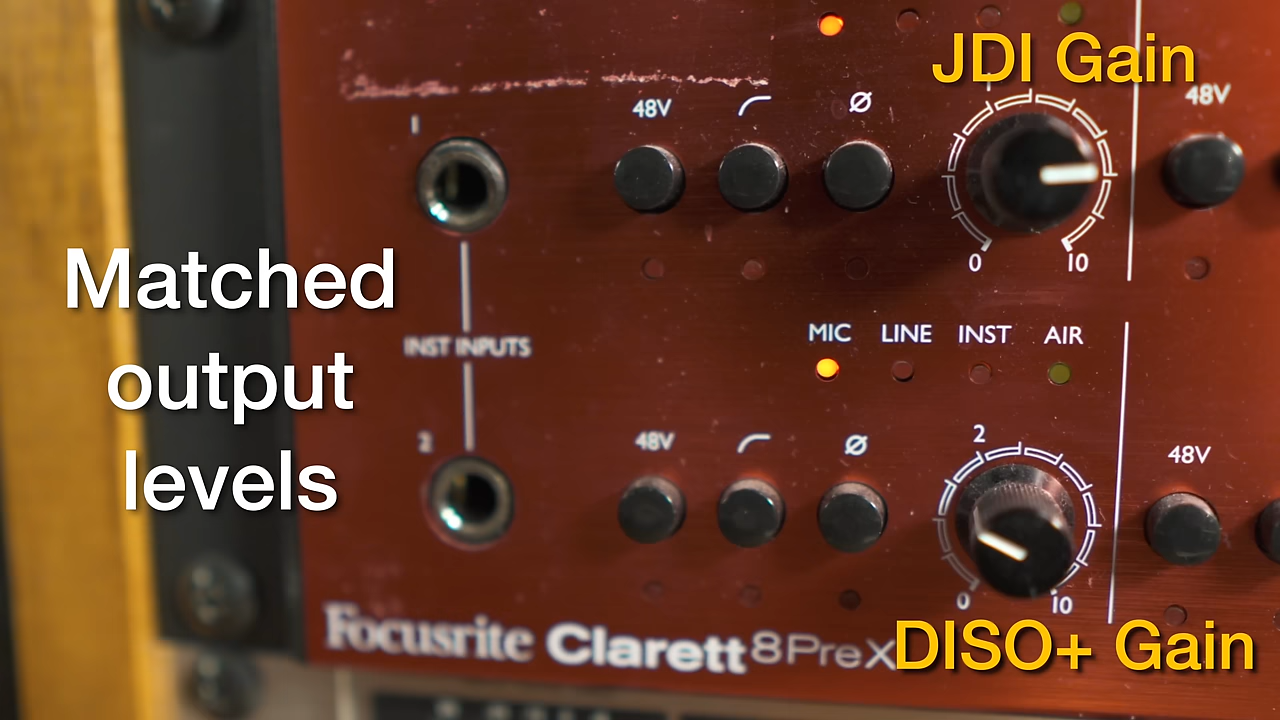 JDI Gain
1
48V
Ø
1
48V
0
10
Matched
output
levels
INST INPUTS
MIC
LINE
INST
AIR
2
48V
Ø
2
48V
0
10
Focusrite Clarett 8PreX
DISO+ Gain